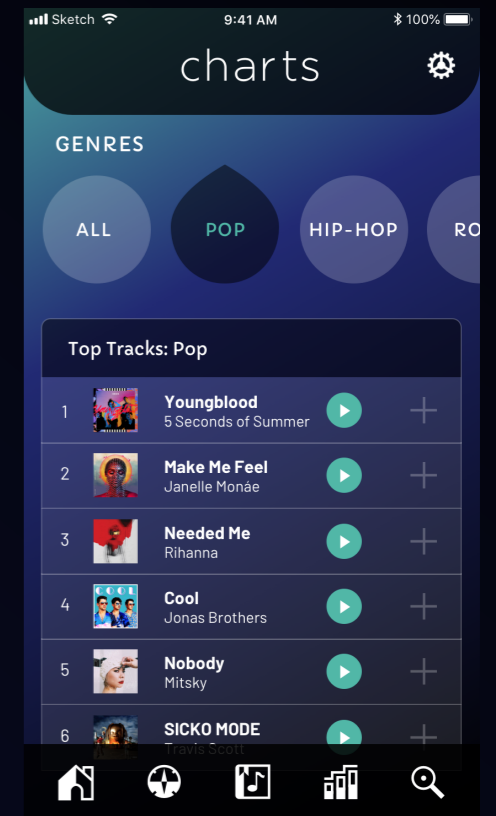 Sketch 9:41 AM 100%
charts
GENRES
ALL POP HIP-HOP RO
Top Tracks: Pop
1 Youngblood
5 Seconds of Summer
2 Make Me Feel
Janelle Monáe
3 Needed Me
Rihanna
4 COOL Cool
Jonas Brothers
5 Nobody
Mitsky
6 SICKO MODE
Travis Scott